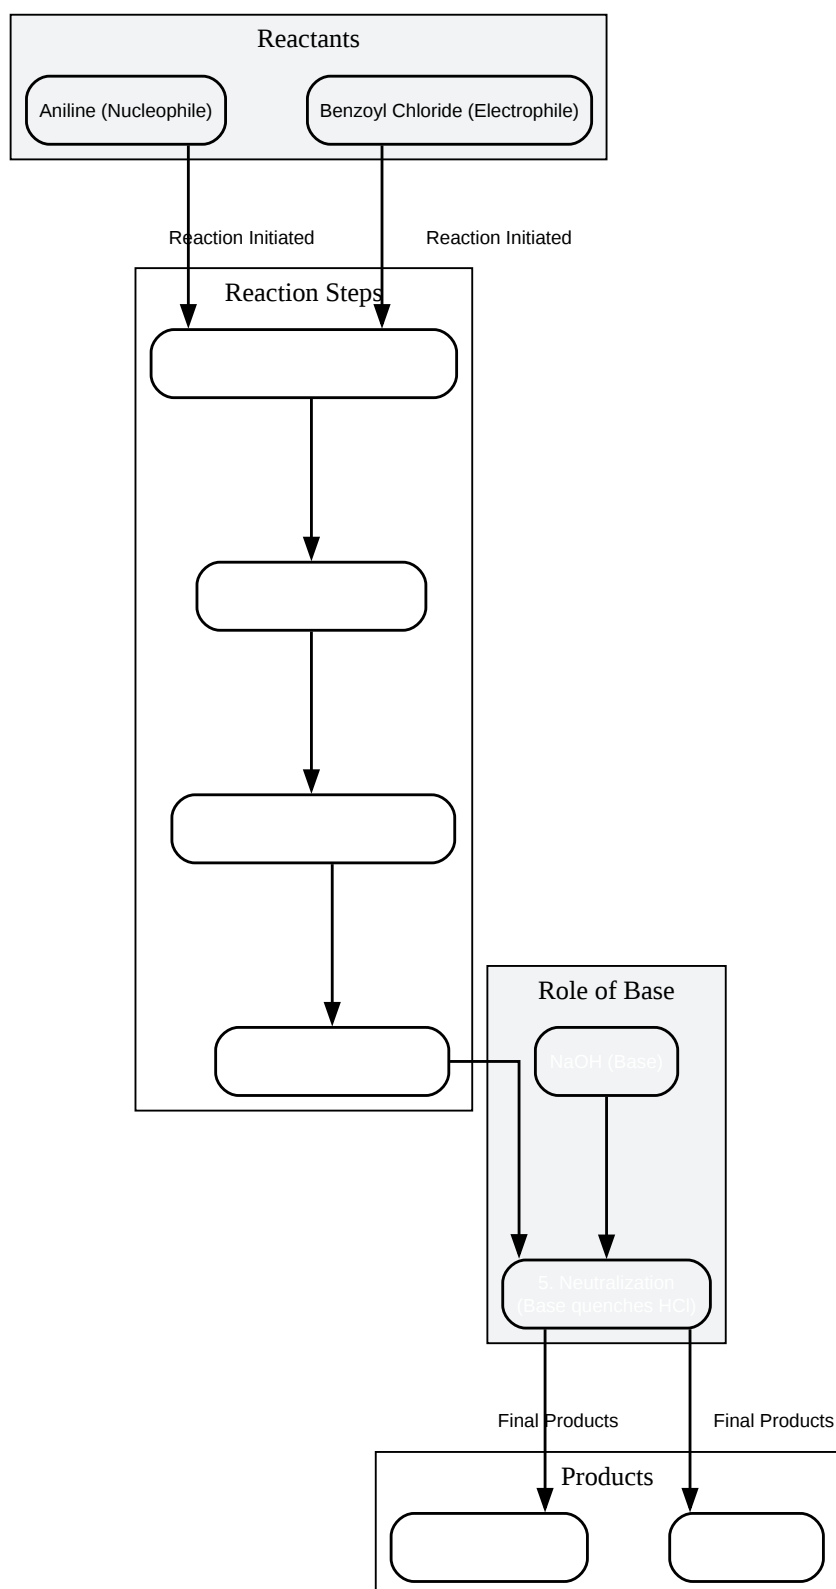 Reactants
Aniline (Nucleophile)
Benzoyl Chloride (Electrophile)
Reaction Initiated
Reaction Initiated
Reaction Steps
Role of Base
NaOH (Base)
5. Neutralization
(Base quenches HCl)
Final Products
Final Products
Products